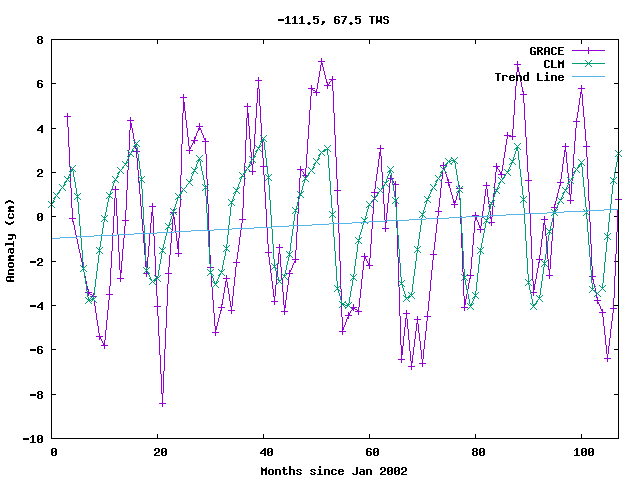 -111.5, 67.5 TWS
GRACE
CLM
Trend Line
8
6
4
2
0
-2
-4
-6
-8
-10
Anomaly (cm)
0 20 40 60 80 100
Months since Jan 2002